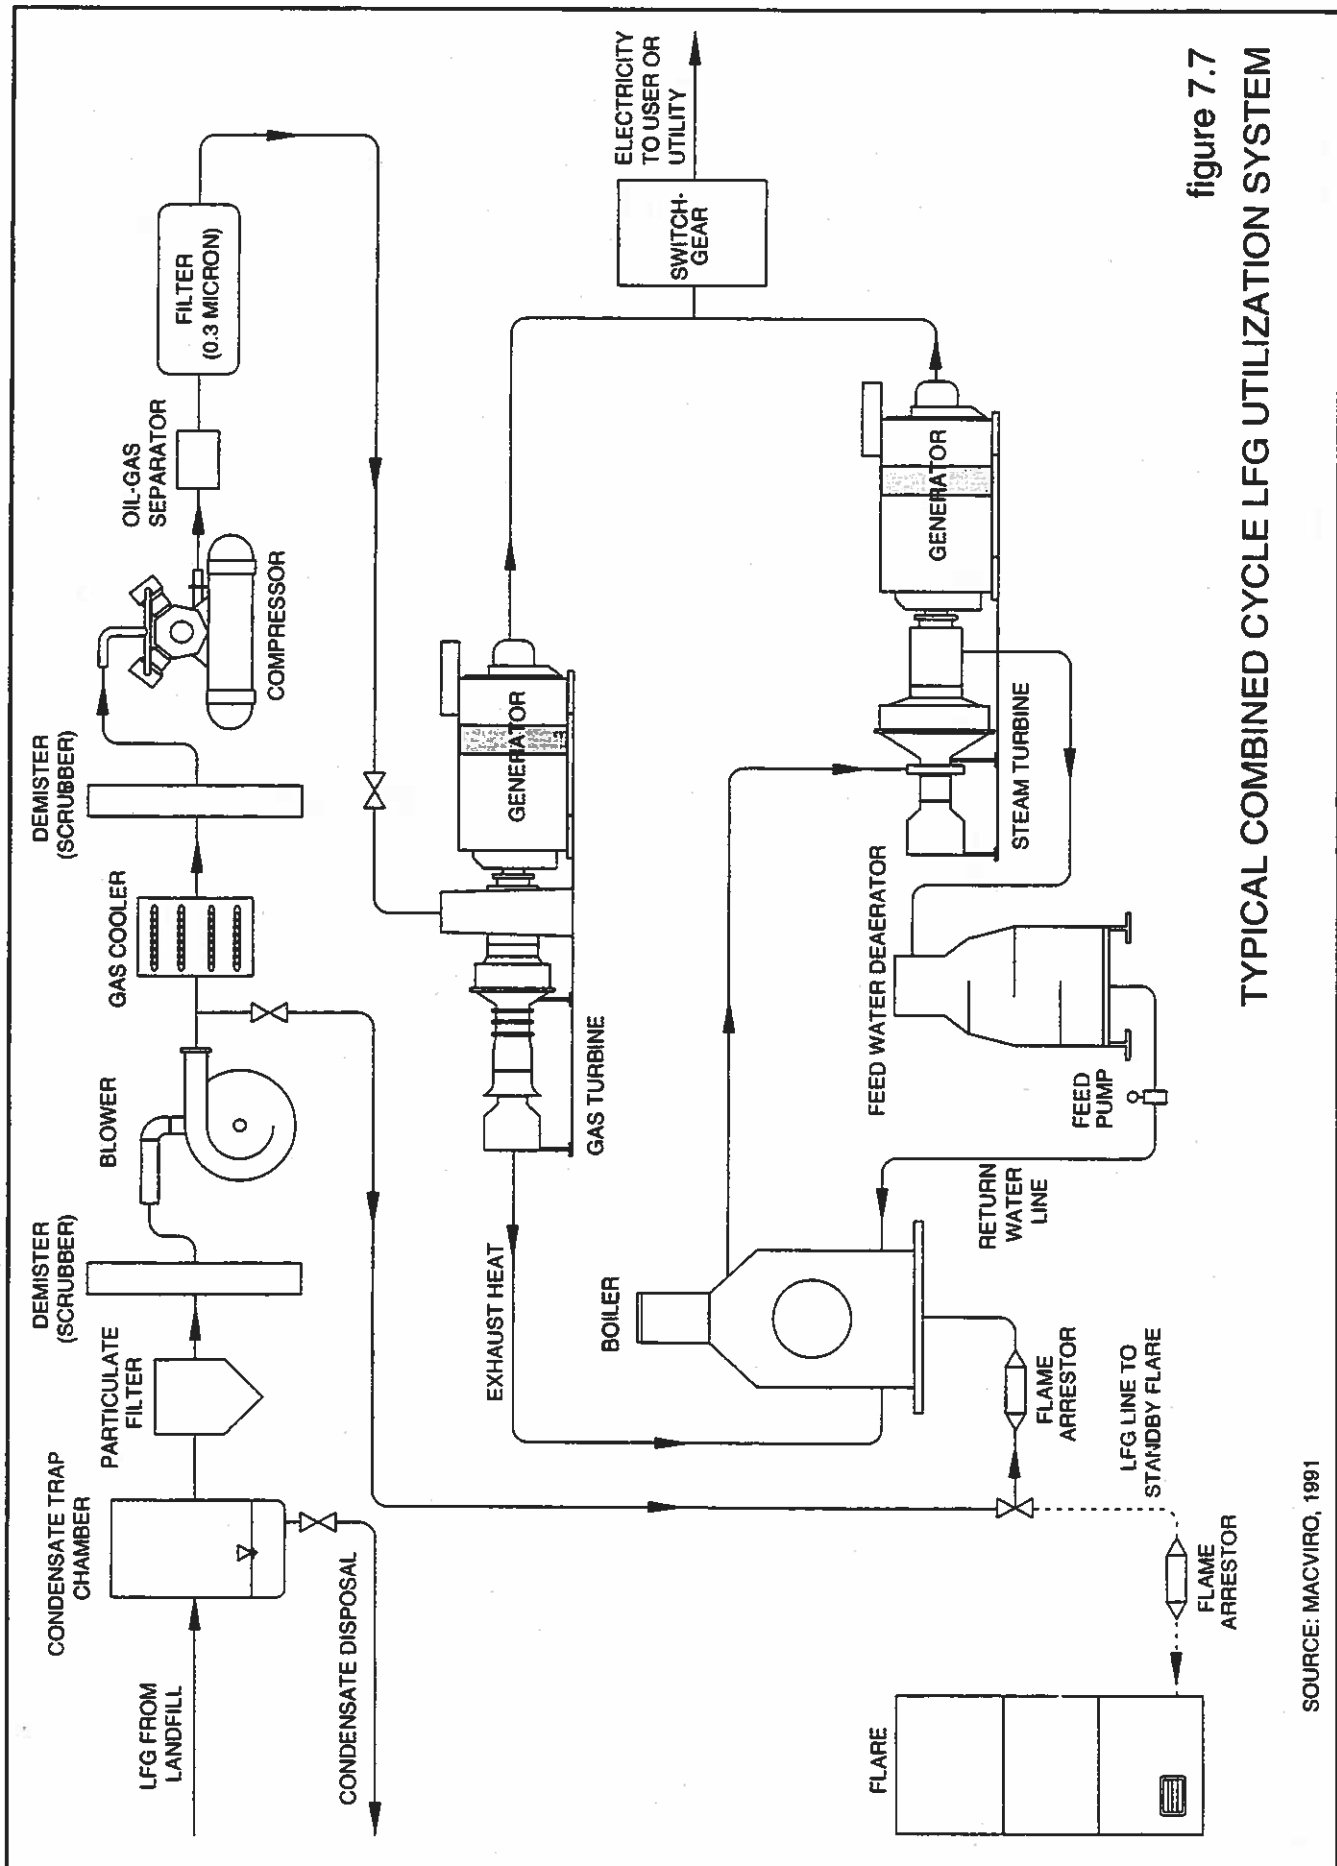 LFG FROM
LANDFILL
CONDENSATE TRAP
CHAMBER
CONDENSATE DISPOSAL
PARTICULATE
FILTER
DEMISTER
(SCRUBBER)
BLOWER
GAS COOLER
DEMISTER
(SCRUBBER)
COMPRESSOR
OIL-GAS
SEPARATOR
FILTER
(0.3 MICRON)
EXHAUST HEAT
GAS TURBINE
GENERATOR
ELECTRICITY
TO USER OR
UTILITY
SWITCH-
GEAR
BOILER
FEED WATER DEAERATOR
STEAM TURBINE
GENERATOR
FEED
PUMP
RETURN
WATER
LINE
FLAME
ARRESTOR
LFG LINE TO
STANDBY FLARE
FLAME
ARRESTOR
FLARE
figure 7.7
TYPICAL COMBINED CYCLE LFG UTILIZATION SYSTEM
SOURCE: MACVIRO, 1991